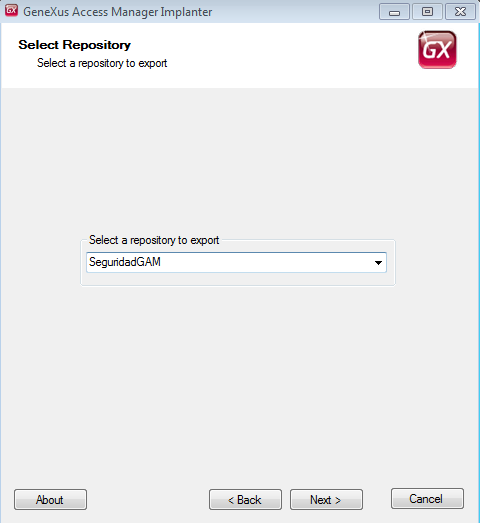 GX GeneXus Access Manager Implanter
Select Repository
Select a repository to export
GX
Select a repository to export
SeguridadGAM
About
< Back
Next >
Cancel